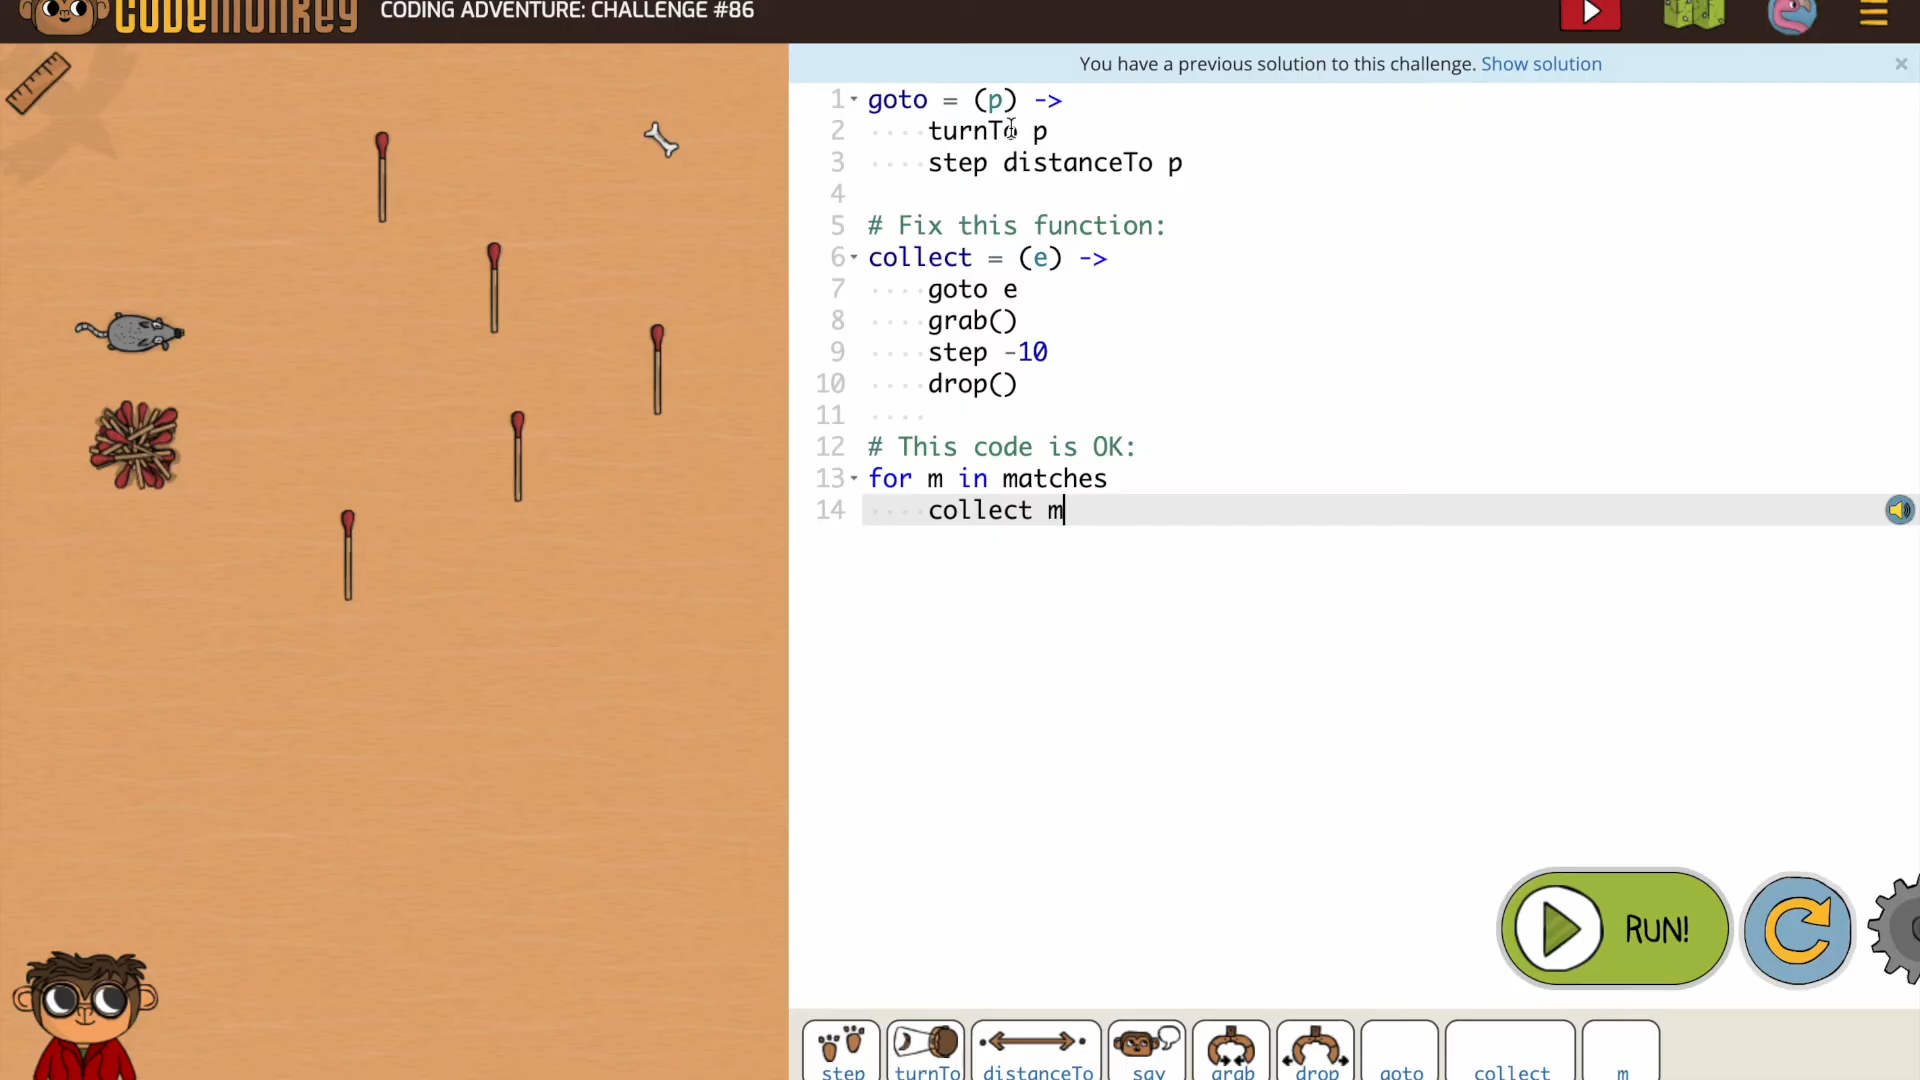 CODEMONKEY
CODING ADVENTURE: CHALLENGE #86
You have a previous solution to this challenge. Show solution ×
1 goto = (p) ->
2 turnTo p
3 step distanceTo p
4
5 # Fix this function:
6 collect = (e) ->
7 goto e
8 grab()
9 step -10
10 drop()
11
12 # This code is OK:
13 for m in matches
14 collect m
RUN!
step turnTo distanceTo say grab drop goto collect m